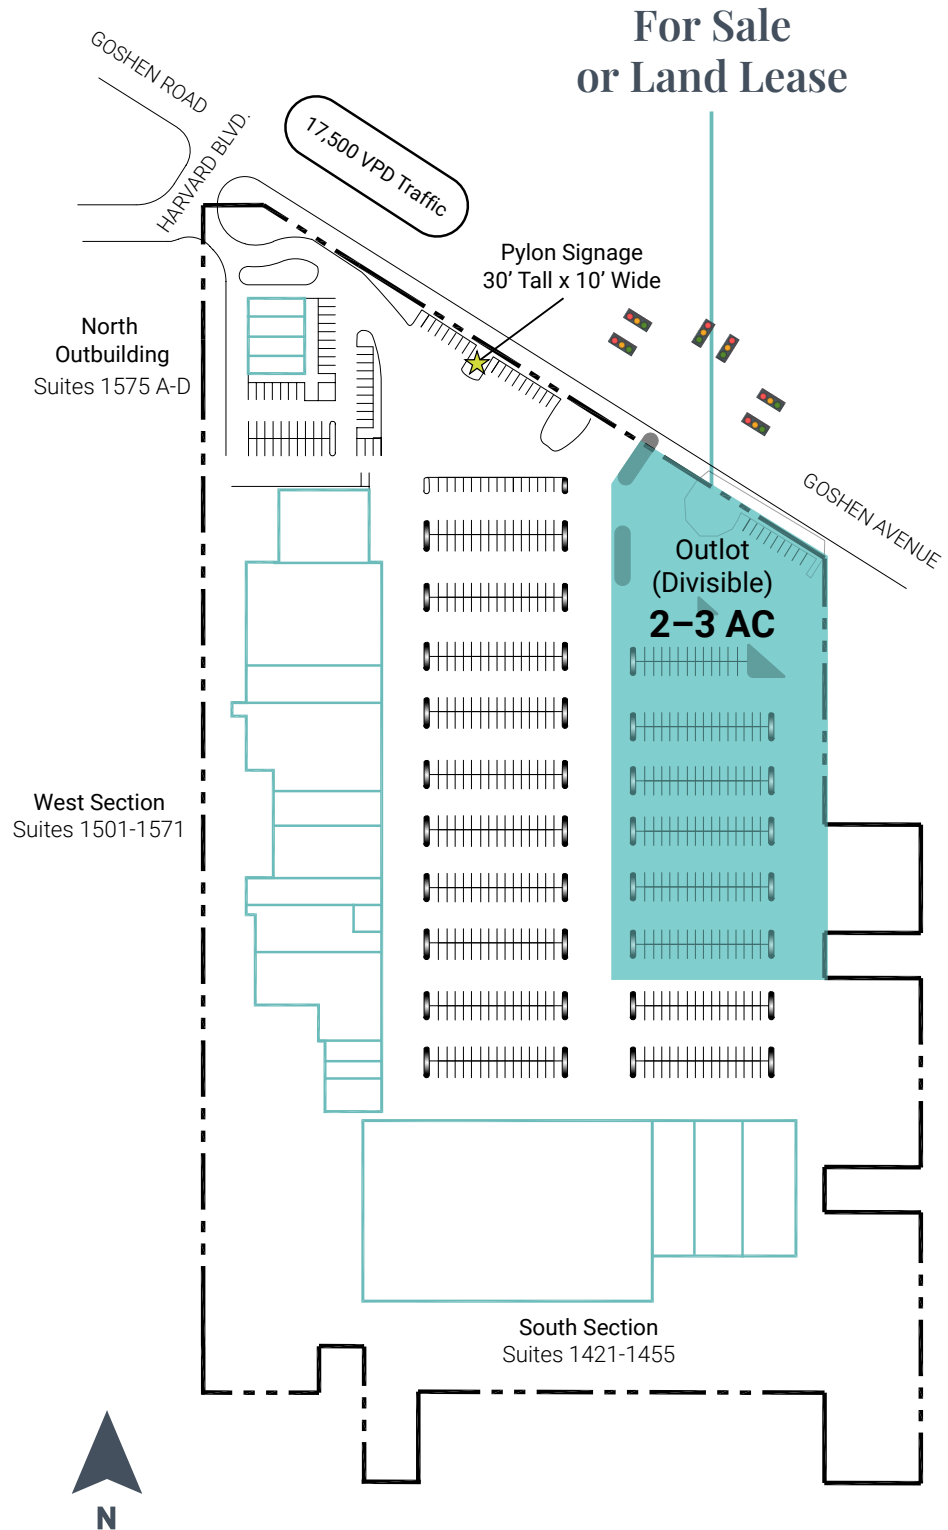 For Sale
or Land Lease
GOSHEN ROAD
HARVARD BLVD.
17,500 VPD Traffic
Pylon Signage
30’ Tall x 10’ Wide
North
Outbuilding
Suites 1575 A-D
GOSHEN AVENUE
Outlot
(Divisible)
2–3 AC
West Section
Suites 1501-1571
South Section
Suites 1421-1455
N